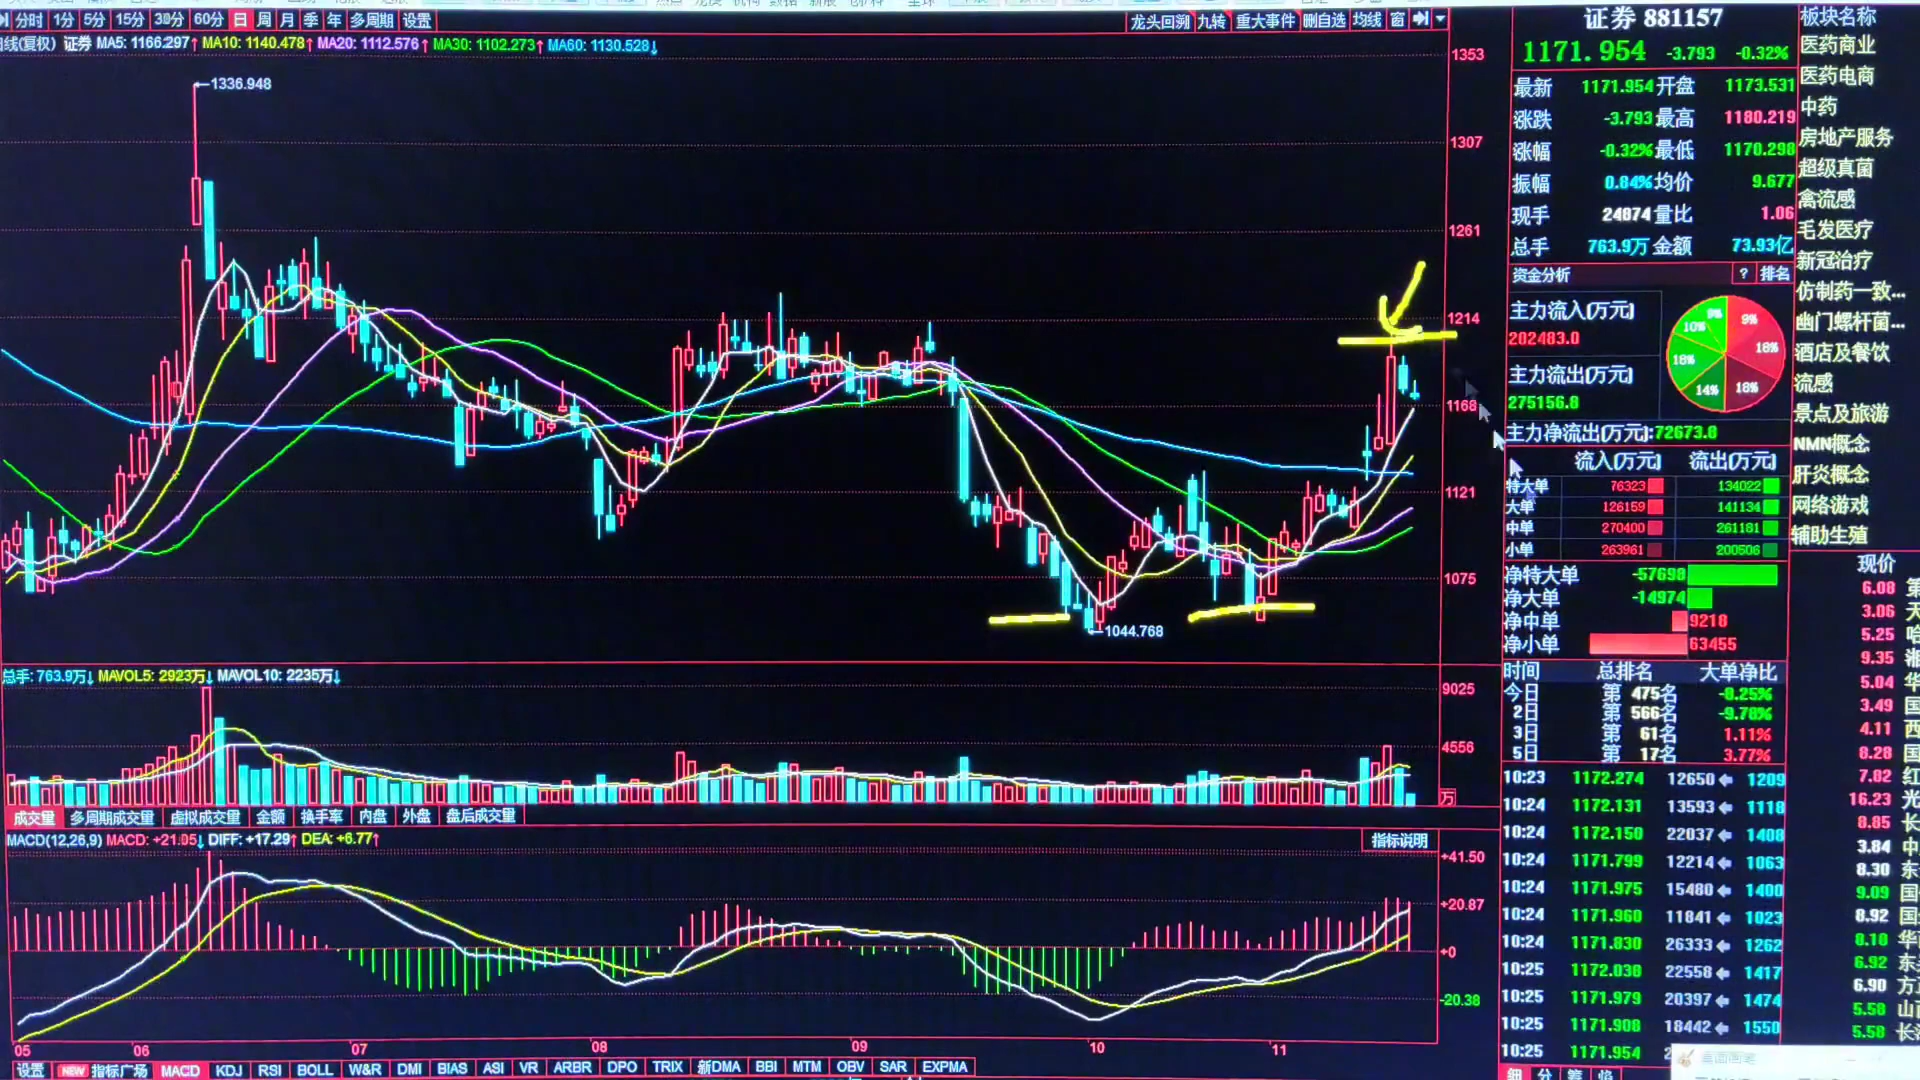 分时 1分 5分 15分 30分 60分 日 周 月 季 年 多周期 设置
龙头回溯 九转 重大事件 删自选 均线 窗
日线(复权) 证券 MA5: 1166.297↑ MA10: 1140.478↑ MA20: 1112.576↑ MA30: 1102.273↑ MA60: 1130.528↓
1353
1307
1261
1214
1168
1121
1075
←1336.948
←1044.768
总手: 763.9万↓ MAVOL5: 2923万↓ MAVOL10: 2235万↓
9025
4556
万
成交量 多周期成交量 虚拟成交量 金额 换手率 内盘 外盘 盘后成交量
MACD(12,26,9) MACD: +21.05↓ DIFF: +17.29↑ DEA: +6.77↑
指标说明
+41.50
+20.87
+0
-20.38
05 06 07 08 09 10 11
设置 NEW 指标广场 MACD KDJ RSI BOLL W&R DMI BIAS ASI VR ARBR DPO TRIX 新DMA BBI MTM OBV SAR EXPMA
证券 881157
1171.954 -3.793 -0.32%
最新 1171.954 开盘 1173.531
涨跌 -3.793 最高 1180.219
涨幅 -0.32% 最低 1170.298
振幅 0.84% 均价 9.677
现手 24874 量比 1.06
总手 763.9万 金额 73.93亿
资金分析 ? 排名
主力流入(万元)
202483.0
主力流出(万元)
275156.8
9% 9% 10% 18% 18% 14% 18%
主力净流出(万元):72673.8
流入(万元) 流出(万元)
特大单 76323 134022
大单 126159 141134
中单 270400 261181
小单 263961 200506
净特大单 -57698
净大单 -14974
净中单 9218
净小单 63455
时间 总排名 大单净比
今日 第 475名 -0.25%
2日 第 566名 -9.78%
3日 第 61名 1.11%
5日 第 17名 3.77%
10:23 1172.274 12650 1209
10:24 1172.131 13593 1118
10:24 1172.150 22037 1408
10:24 1171.799 12214 1063
10:24 1171.975 15480 1400
10:24 1171.960 11841 1023
10:24 1171.830 26333 1262
10:25 1172.030 22558 1417
10:25 1171.979 20397 1474
10:25 1171.908 18442 1550
10:25 1171.954
细 分
板块名称
医药商业
医药电商
中药
房地产服务
超级真菌
禽流感
毛发医疗
新冠治疗
仿制药一致...
幽门螺杆菌...
酒店及餐饮
流感
景点及旅游
NMN概念
肝炎概念
网络游戏
辅助生殖
现价
6.08
3.06
5.25
9.35
5.04
3.49
4.11
8.28
7.02
16.23
8.85
3.84
8.30
9.09
8.92
8.18
6.92
6.90
5.58
5.58